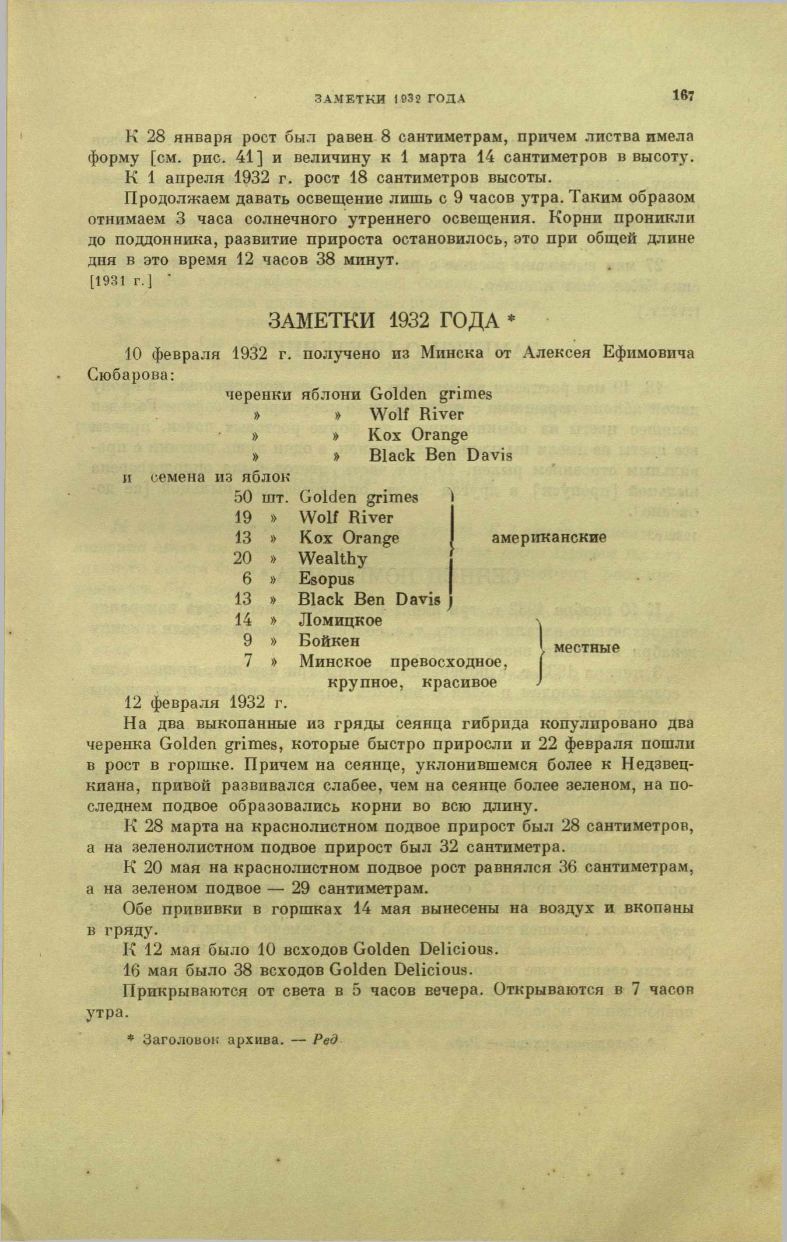 ЗАМЕТКИ 1932 ГОДА 167
К 28 января рост был равен 8 сантиметрам, причем листва имела
форму [см. рис. 41] и величину к 1 марта 14 сантиметров в высоту.
К 1 апреля 1932 г. рост 18 сантиметров высоты.
Продолжаем давать освещение лишь с 9 часов утра. Таким образом
отнимаем 3 часа солнечного утреннего освещения. Корни проникли
до поддонника, развитие прироста остановилось, это при общей длине
дня в это время 12 часов 38 минут.
[1931 г.]
ЗАМЕТКИ 1932 ГОДА *
10 февраля 1932 г. получено из Минска от Алексея Ефимовича
Сюбарова:
черенки яблони Golden grimes
» » Wolf River
» » Kox Orange
» » Black Ben Davis
и семена из яблок
50 шт. Golden grimes
19 » Wolf River
13 » Kox Orange американские
20 » Wealthy
6 » Esopus
13 » Black Ben Davis
14 » Ломицкое
9 » Бойкен местные
7 » Минское превосходное,
крупное, красивое
12 февраля 1932 г.
На два выкопанные из гряды сеянца гибрида копулировано два
черенка Golden grimes, которые быстро приросли и 22 февраля пошли
в рост в горшке. Причем на сеянце, уклонившемся более к Недзвец-
киана, привой развивался слабее, чем на сеянце более зеленом, на по-
следнем подвое образовались корни во всю длину.
К 28 марта на краснолистном подвое прирост был 28 сантиметров,
а на зеленолистном подвое прирост был 32 сантиметра.
К 20 мая на краснолистном подвое рост равнялся 36 сантиметрам,
а на зеленом подвое — 29 сантиметрам.
Обе прививки в горшках 14 мая вынесены на воздух и вкопаны
в гряду.
К 12 мая было 10 всходов Golden Delicious.
16 мая было 38 всходов Golden Delicious.
Прикрываются от света в 5 часов вечера. Открываются в 7 часов
утра.
* Заголовок архива. — Ред